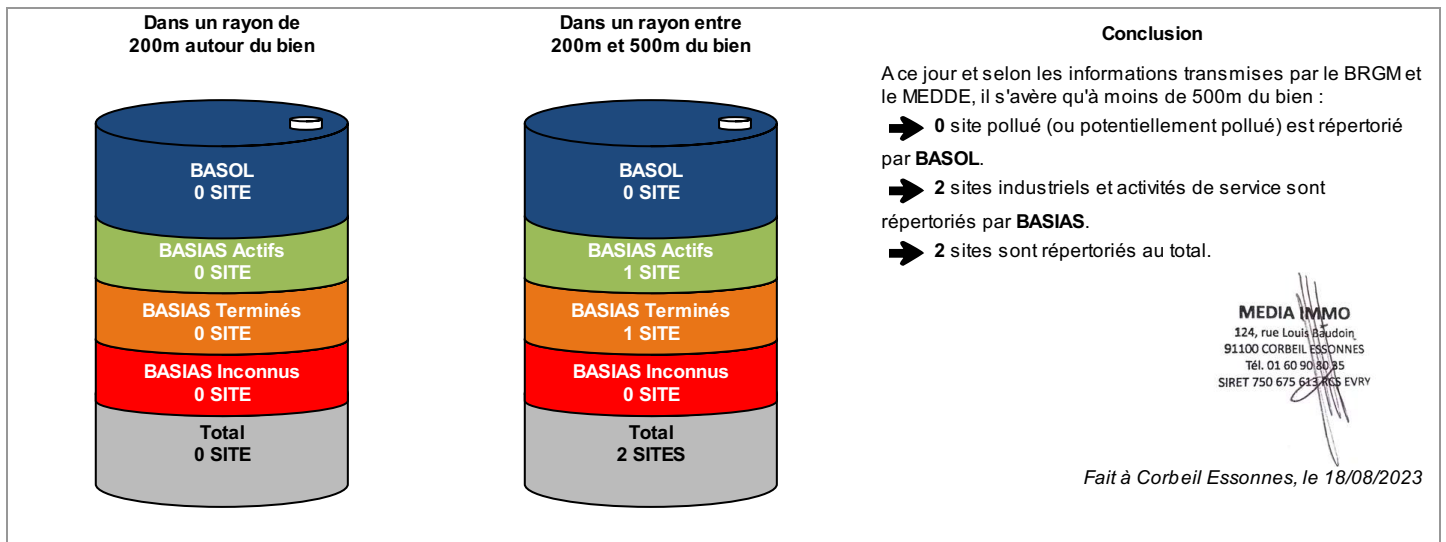 Dans un rayon de
200m autour du bien
BASOL
0 SITE
BASIAS Actifs
0 SITE
BASIAS Terminés
0 SITE
BASIAS Inconnus
0 SITE
Total
0 SITE
Dans un rayon entre
200m et 500m du bien
BASOL
0 SITE
BASIAS Actifs
1 SITE
BASIAS Terminés
1 SITE
BASIAS Inconnus
0 SITE
Total
2 SITES
Conclusion
A ce jour et selon les informations transmises par le BRGM et
le MEDDE, il s'avère qu'à moins de 500m du bien :
0 site pollué (ou potentiellement pollué) est répertorié
par BASOL.
2 sites industriels et activités de service sont
répertoriés par BASIAS.
2 sites sont répertoriés au total.
MEDIA IMMO
124, rue Louis Baudoin
91100 CORBEIL ESSONNES
Tél. 01 60 90 80 85
SIRET 750 675 613 RCS EVRY
Fait à Corbeil Essonnes, le 18/08/2023